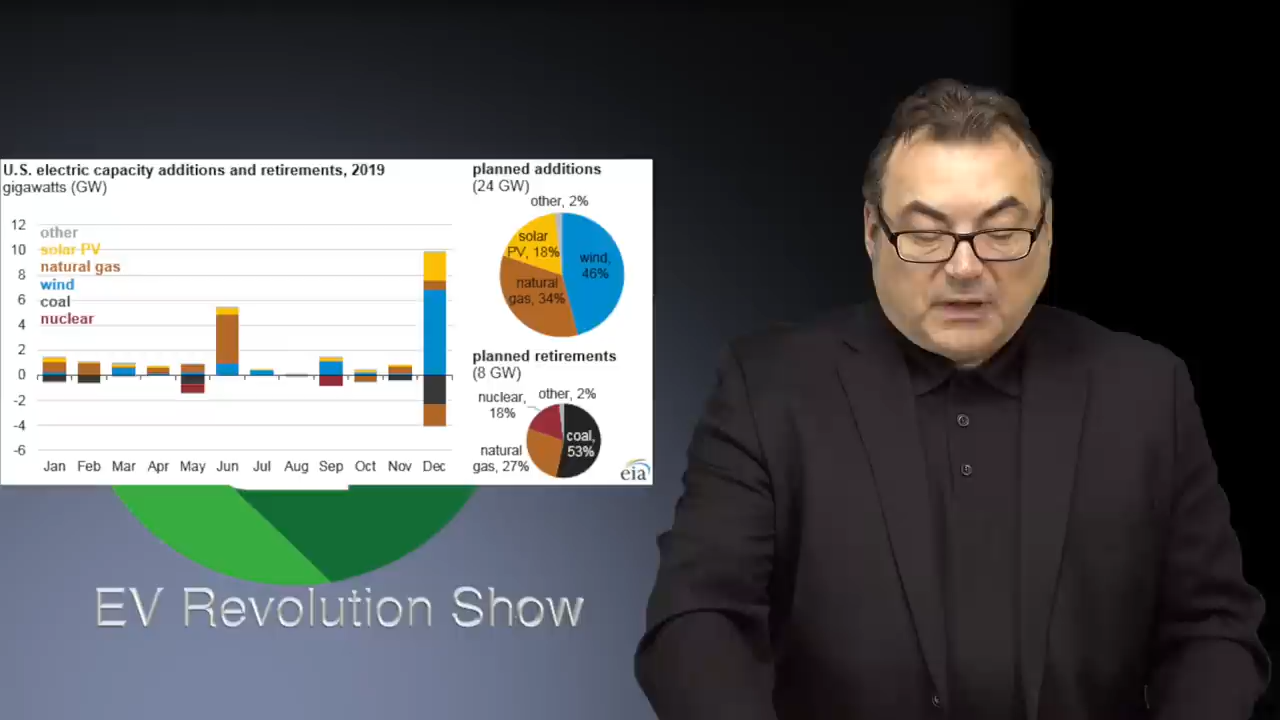 U.S. electric capacity additions and retirements, 2019
gigawatts (GW)
12
10
8
6
4
2
0
-2
-4
-6
other
solar PV
natural gas
wind
coal
nuclear
Jan Feb Mar Apr May Jun Jul Aug Sep Oct Nov Dec
planned additions
(24 GW)
other, 2%
solar
PV, 18%
wind,
46%
natural
gas, 34%
planned retirements
(8 GW)
nuclear,
18%
other, 2%
coal,
53%
natural
gas, 27%
eia
EV Revolution Show